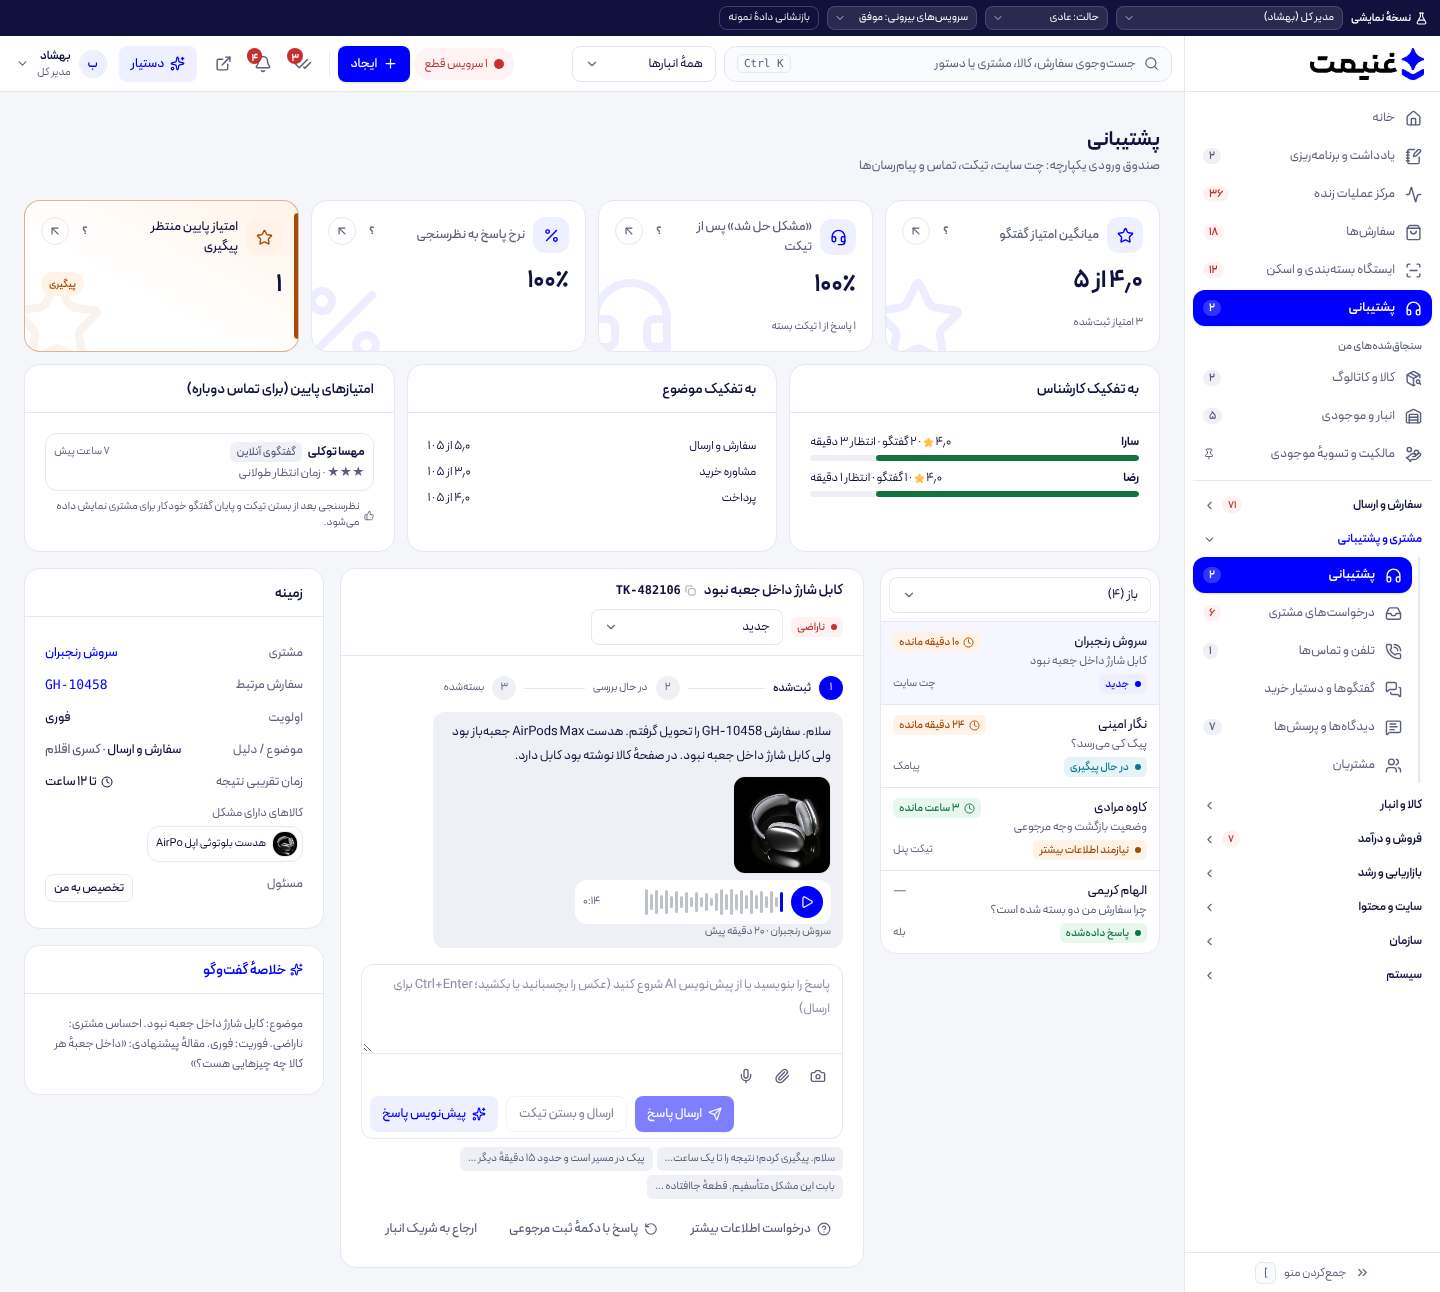 نسخهٔ نمایشی
مدیر کل (بهشاد)
حالت: عادی
سرویس‌های بیرونی: موفق
بازنشانی دادهٔ نمونه
غنیمت
جست‌وجوی سفارش، کالا، مشتری یا دستور
Ctrl K
همهٔ انبارها
۱ سرویس قطع
ایجاد
۳
۴
دستیار
ب
بهشاد
مدیر کل
خانه
یادداشت و برنامه‌ریزی ۲
مرکز عملیات زنده ۳۶
سفارش‌ها ۱۸
ایستگاه بسته‌بندی و اسکن ۱۲
پشتیبانی ۲
سنجاق‌شده‌های من
کالا و کاتالوگ ۲
انبار و موجودی ۵
مالکیت و تسویهٔ موجودی
سفارش و ارسال ۷۱
مشتری و پشتیبانی
پشتیبانی ۲
درخواست‌های مشتری ۶
تلفن و تماس‌ها ۱
گفتگوها و دستیار خرید
دیدگاه‌ها و پرسش‌ها ۷
مشتریان
کالا و انبار
فروش و درآمد ۷
بازاریابی و رشد
سایت و محتوا
سازمان
سیستم
جمع‌کردن منو [
پشتیبانی
صندوق ورودی یکپارچه: چت سایت، تیکت، تماس و پیام‌رسان‌ها
میانگین امتیاز گفتگو ؟
۴٫۰ از ۵
۳ امتیاز ثبت‌شده
«مشکل حل شد» پس از تیکت ؟
۱۰۰٪
۱ پاسخ از ۱ تیکت بسته
نرخ پاسخ به نظرسنجی ؟
۱۰۰٪
امتیاز پایین منتظر پیگیری ؟
۱
پیگیری
به تفکیک کارشناس
سارا
۴٫۰ · ۲ گفتگو · انتظار ۳ دقیقه
رضا
۴٫۰ · ۱ گفتگو · انتظار ۱ دقیقه
به تفکیک موضوع
سفارش و ارسال ۵٫۰ از ۵ · ۱
مشاوره خرید ۳٫۰ از ۵ · ۱
پرداخت ۴٫۰ از ۵ · ۱
امتیازهای پایین (برای تماس دوباره)
مهسا توکلی گفتگوی آنلاین ۷ ساعت پیش
★★★ · زمان انتظار طولانی
نظرسنجی بعد از بستن تیکت و پایان گفتگو خودکار برای مشتری نمایش داده
می‌شود.
باز (۴)
سروش رنجبران ۱۰ دقیقه مانده
کابل شارژ داخل جعبه نبود
جدید چت سایت
نگار امینی ۲۴ دقیقه مانده
پیک کی می‌رسد؟
در حال پیگیری پیامک
کاوه مرادی ۳ ساعت مانده
وضعیت بازگشت وجه مرجوعی
نیازمند اطلاعات بیشتر تیکت پنل
الهام کریمی —
چرا سفارش من دو بسته شده است؟
پاسخ داده‌شده بله
کابل شارژ داخل جعبه نبود TK-482106
ناراضی
جدید
۱ ثبت‌شده
۲ در حال بررسی
۳ بسته‌شده
سلام. سفارش GH-10458 را تحویل گرفتم. هدست AirPods Max جعبه‌باز بود
ولی کابل شارژ داخل جعبه نبود. در صفحهٔ کالا نوشته بود کابل دارد.
۰:۱۴
سروش رنجبران · ۲۰ دقیقه پیش
پاسخ را بنویسید یا از پیش‌نویس AI شروع کنید (عکس را بچسبانید یا بکشید؛ Ctrl+Enter برای
ارسال)
ارسال پاسخ
ارسال و بستن تیکت
پیش‌نویس پاسخ
سلام. پیگیری کردم؛ نتیجه را تا یک ساعت...
پیک در مسیر است و حدود ۱۵ دقیقهٔ دیگر ...
بابت این مشکل متأسفیم. قطعهٔ جاافتاده ...
درخواست اطلاعات بیشتر
پاسخ با دکمهٔ ثبت مرجوعی
ارجاع به شریک انبار
زمینه
مشتری سروش رنجبران
سفارش مرتبط GH-10458
اولویت فوری
موضوع / دلیل سفارش و ارسال · کسری اقلام
زمان تقریبی نتیجه تا ۱۲ ساعت
کالاهای دارای مشکل
هدست بلوتوثی اپل AirPo
مسئول تخصیص به من
خلاصهٔ گفت‌وگو
موضوع: کابل شارژ داخل جعبه نبود. احساس مشتری:
ناراضی. فوریت: فوری. مقالهٔ پیشنهادی: «داخل جعبهٔ هر
کالا چه چیزهایی هست؟»